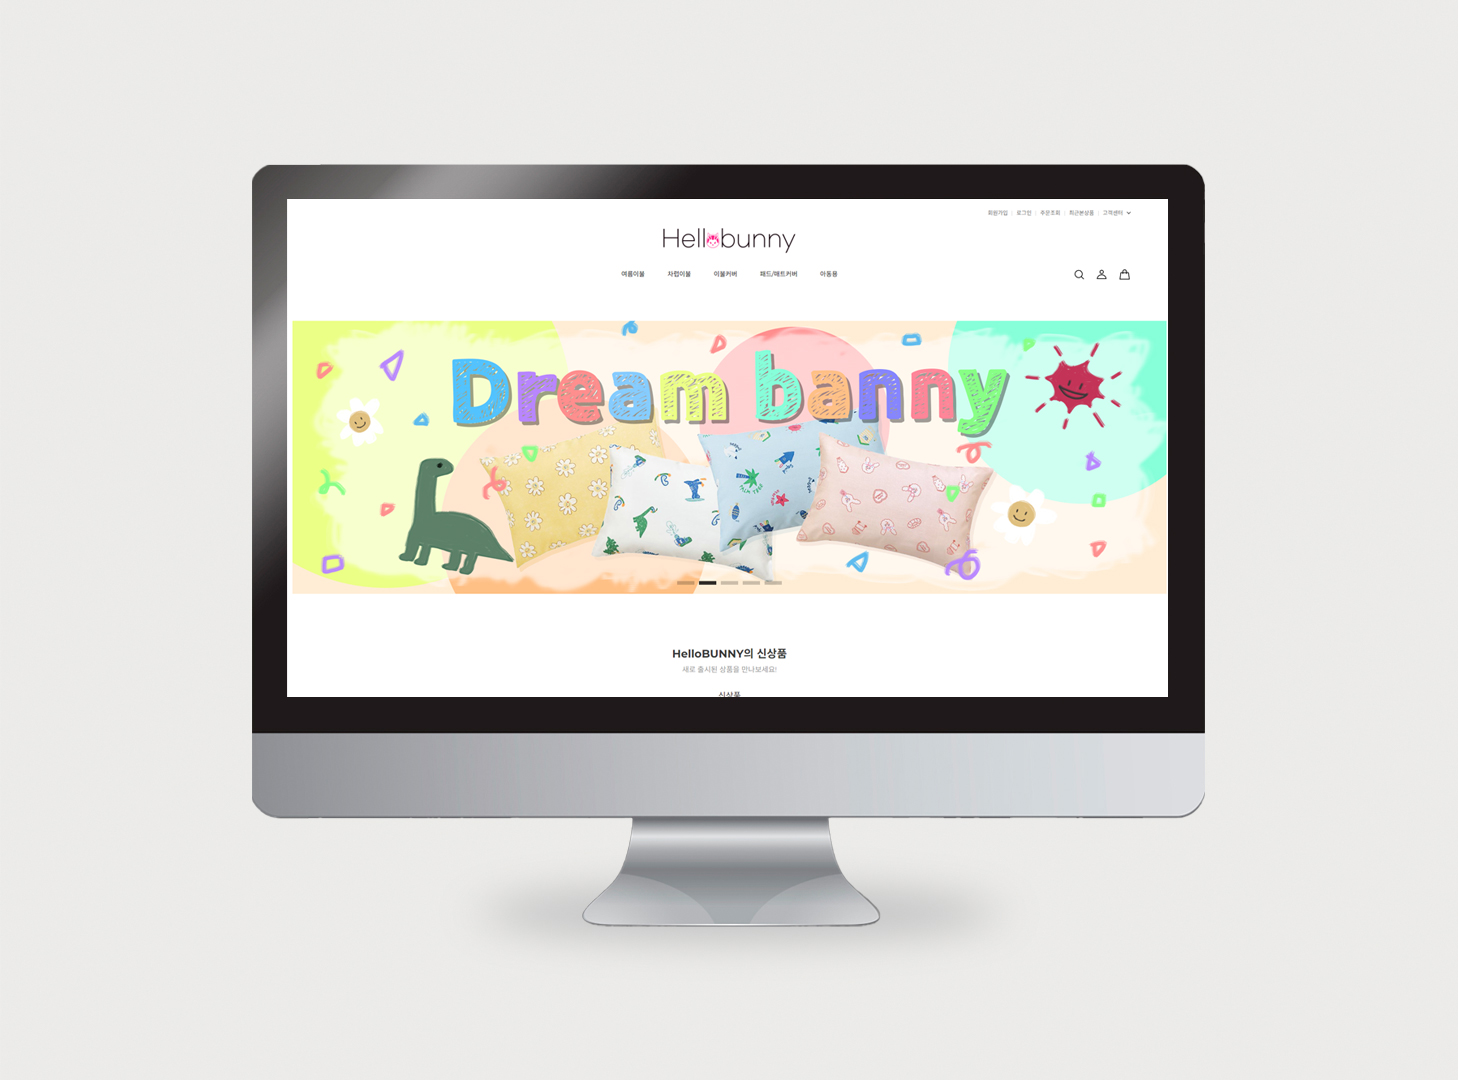 회원가입 | 로그인 | 주문조회 | 최근본상품 | 고객센터
Hellobunny
여름이불 차렵이불 이불커버 패드/매트커버 아동용
Dream banny
HelloBUNNY의 신상품
새로 출시된 상품을 만나보세요!
신상품